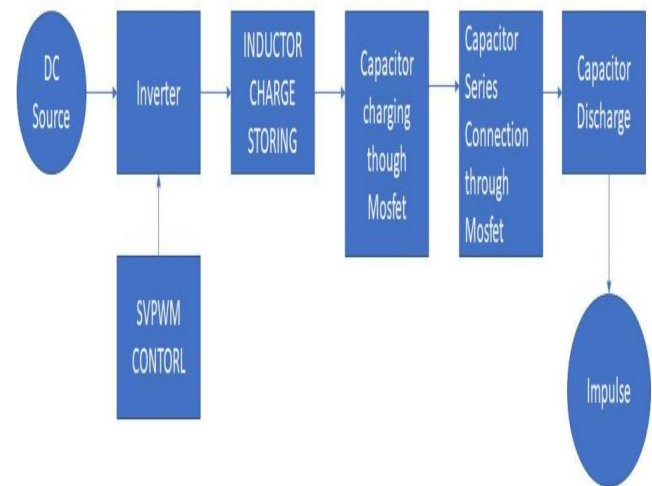 DC
Source
Inverter
INDUCTOR
CHARGE
STORING
Capacitor
charging
though
Mosfet
Capacitor
Series
Connection
through
Mosfet
Capacitor
Discharge
SVPWM
CONTORL
Impulse